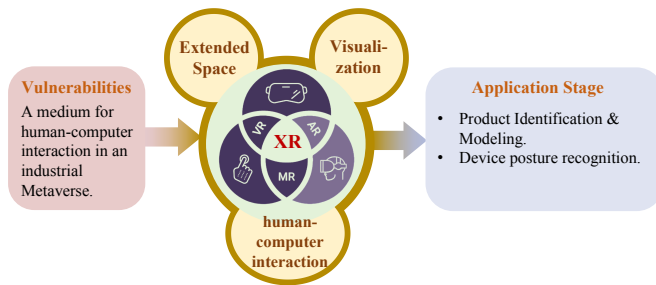 Vulnerabilities
A medium for
human-computer
interaction in an
industrial
Metaverse.
Extended
Space
Visuali-
zation
VR
AR
XR
MR
human-
computer
interaction
Application Stage
• Product Identification &
Modeling.
• Device posture recognition.